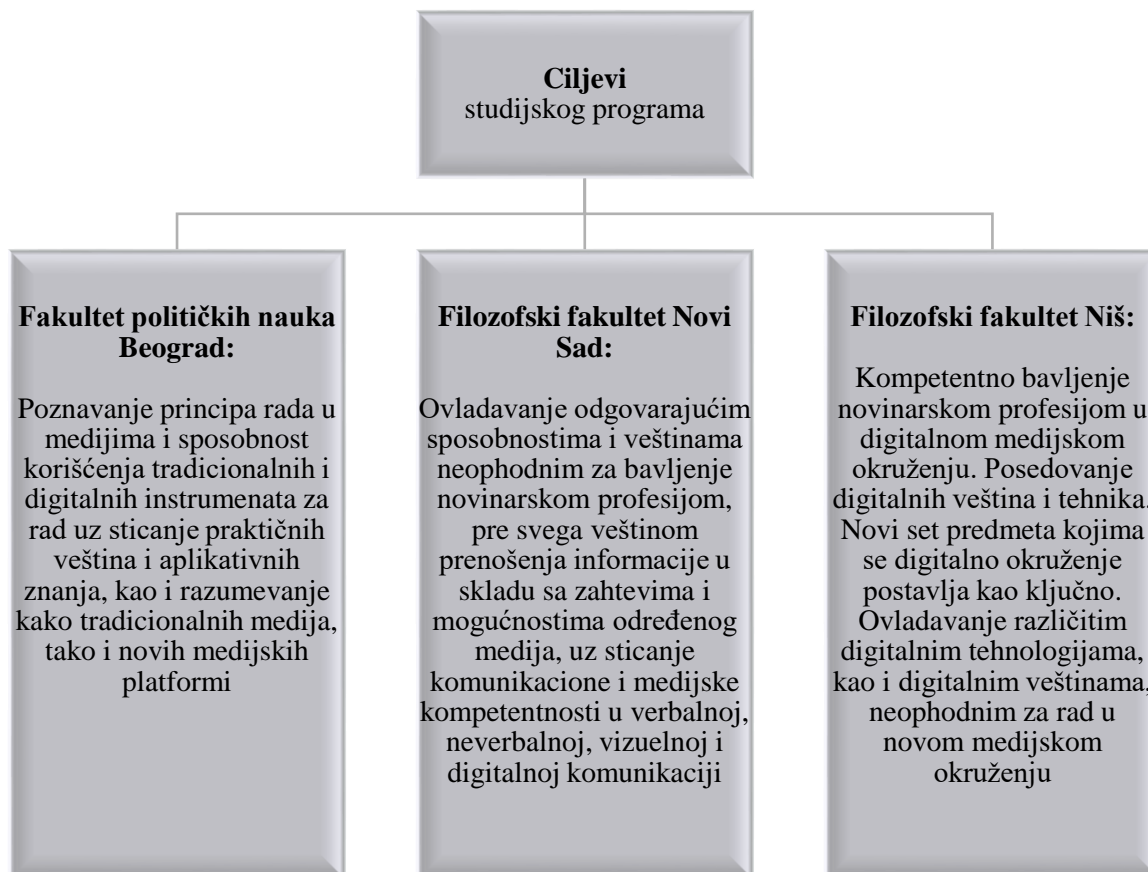 Ciljevi
studijskog programa
Fakultet političkih nauka
Beograd:
Poznavanje principa rada u
medijima i sposobnost
korišćenja tradicionalnih i
digitalnih instrumenata za
rad uz sticanje praktičnih
veština i aplikativnih
znanja, kao i razumevanje
kako tradicionalnih medija,
tako i novih medijskih
platformi
Filozofski fakultet Novi
Sad:
Ovladavanje odgovarajućim
sposobnostima i veštinama
neophodnim za bavljenje
novinarskom profesijom,
pre svega veštinom
prenošenja informacije u
skladu sa zahtevima i
mogućnostima određenog
medija, uz sticanje
komunikacione i medijske
kompetentnosti u verbalnoj,
neverbalnoj, vizuelnoj i
digitalnoj komunikaciji
Filozofski fakultet Niš:
Kompetentno bavljenje
novinarskom profesijom u
digitalnom medijskom
okruženju. Posedovanje
digitalnih veština i tehnika.
Novi set predmeta kojima
se digitalno okruženje
postavlja kao ključno.
Ovladavanje različitim
digitalnim tehnologijama,
kao i digitalnim veštinama,
neophodnim za rad u
novom medijskom
okruženju